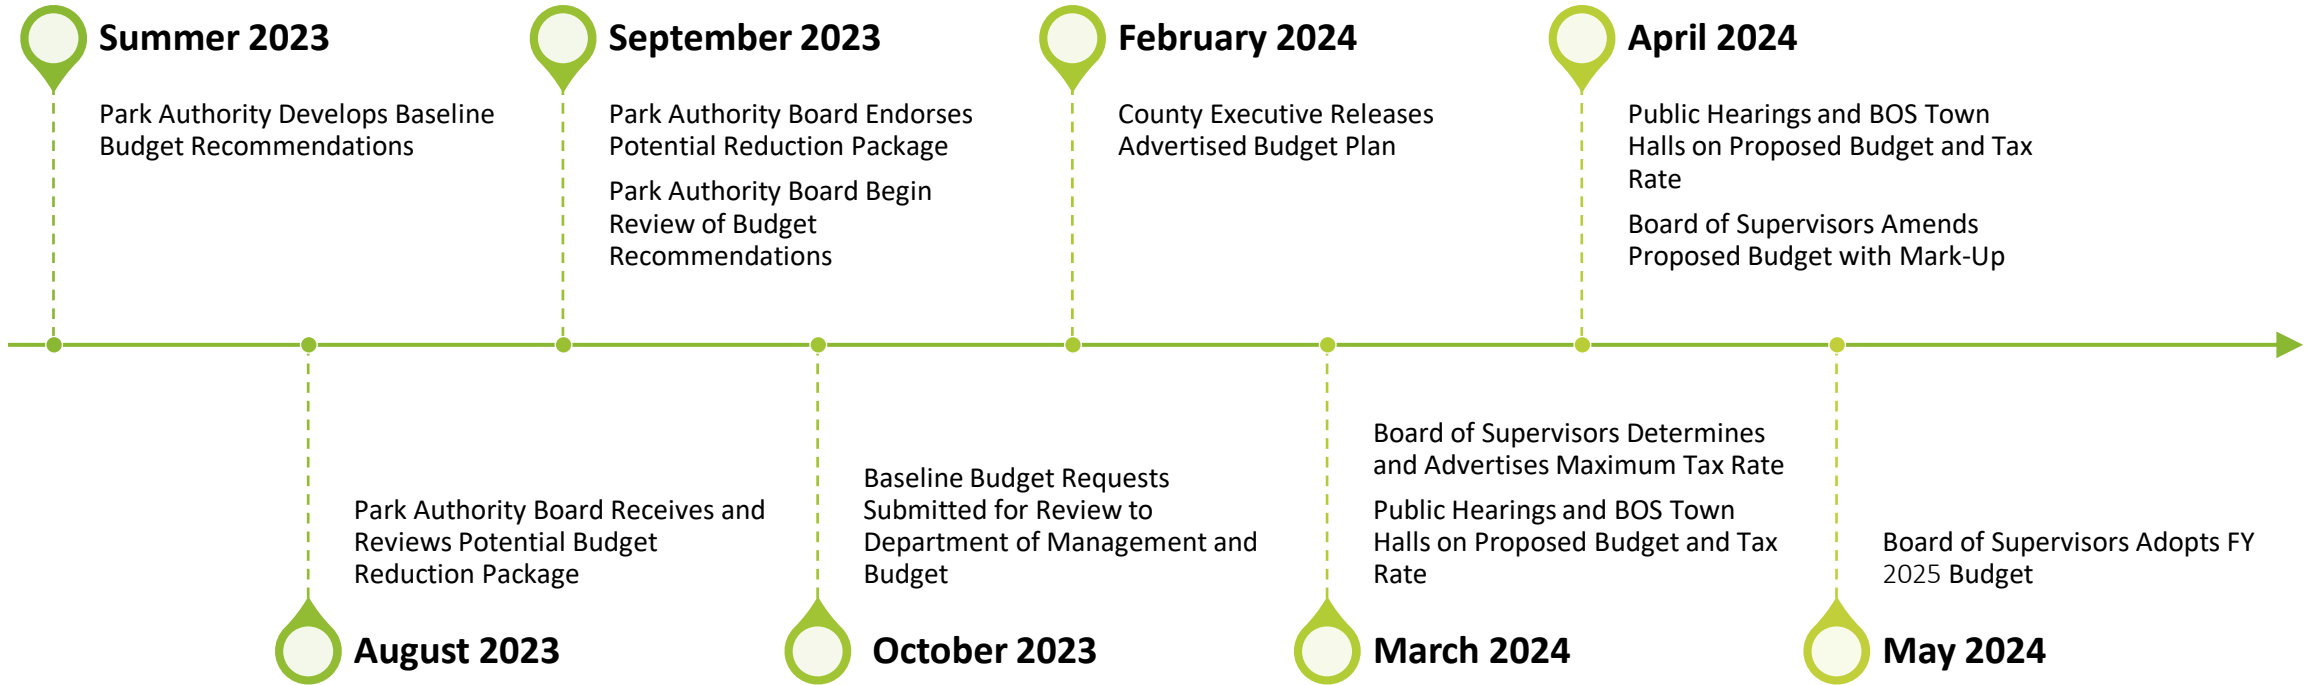 Summer 2023
Park Authority Develops Baseline
Budget Recommendations
August 2023
Park Authority Board Receives and
Reviews Potential Budget
Reduction Package
September 2023
Park Authority Board Endorses
Potential Reduction Package
Park Authority Board Begin
Review of Budget
Recommendations
October 2023
Baseline Budget Requests
Submitted for Review to
Department of Management and
Budget
February 2024
County Executive Releases
Advertised Budget Plan
March 2024
Board of Supervisors Determines
and Advertises Maximum Tax Rate
Public Hearings and BOS Town
Halls on Proposed Budget and Tax
Rate
April 2024
Public Hearings and BOS Town
Halls on Proposed Budget and Tax
Rate
Board of Supervisors Amends
Proposed Budget with Mark-Up
May 2024
Board of Supervisors Adopts FY
2025 Budget